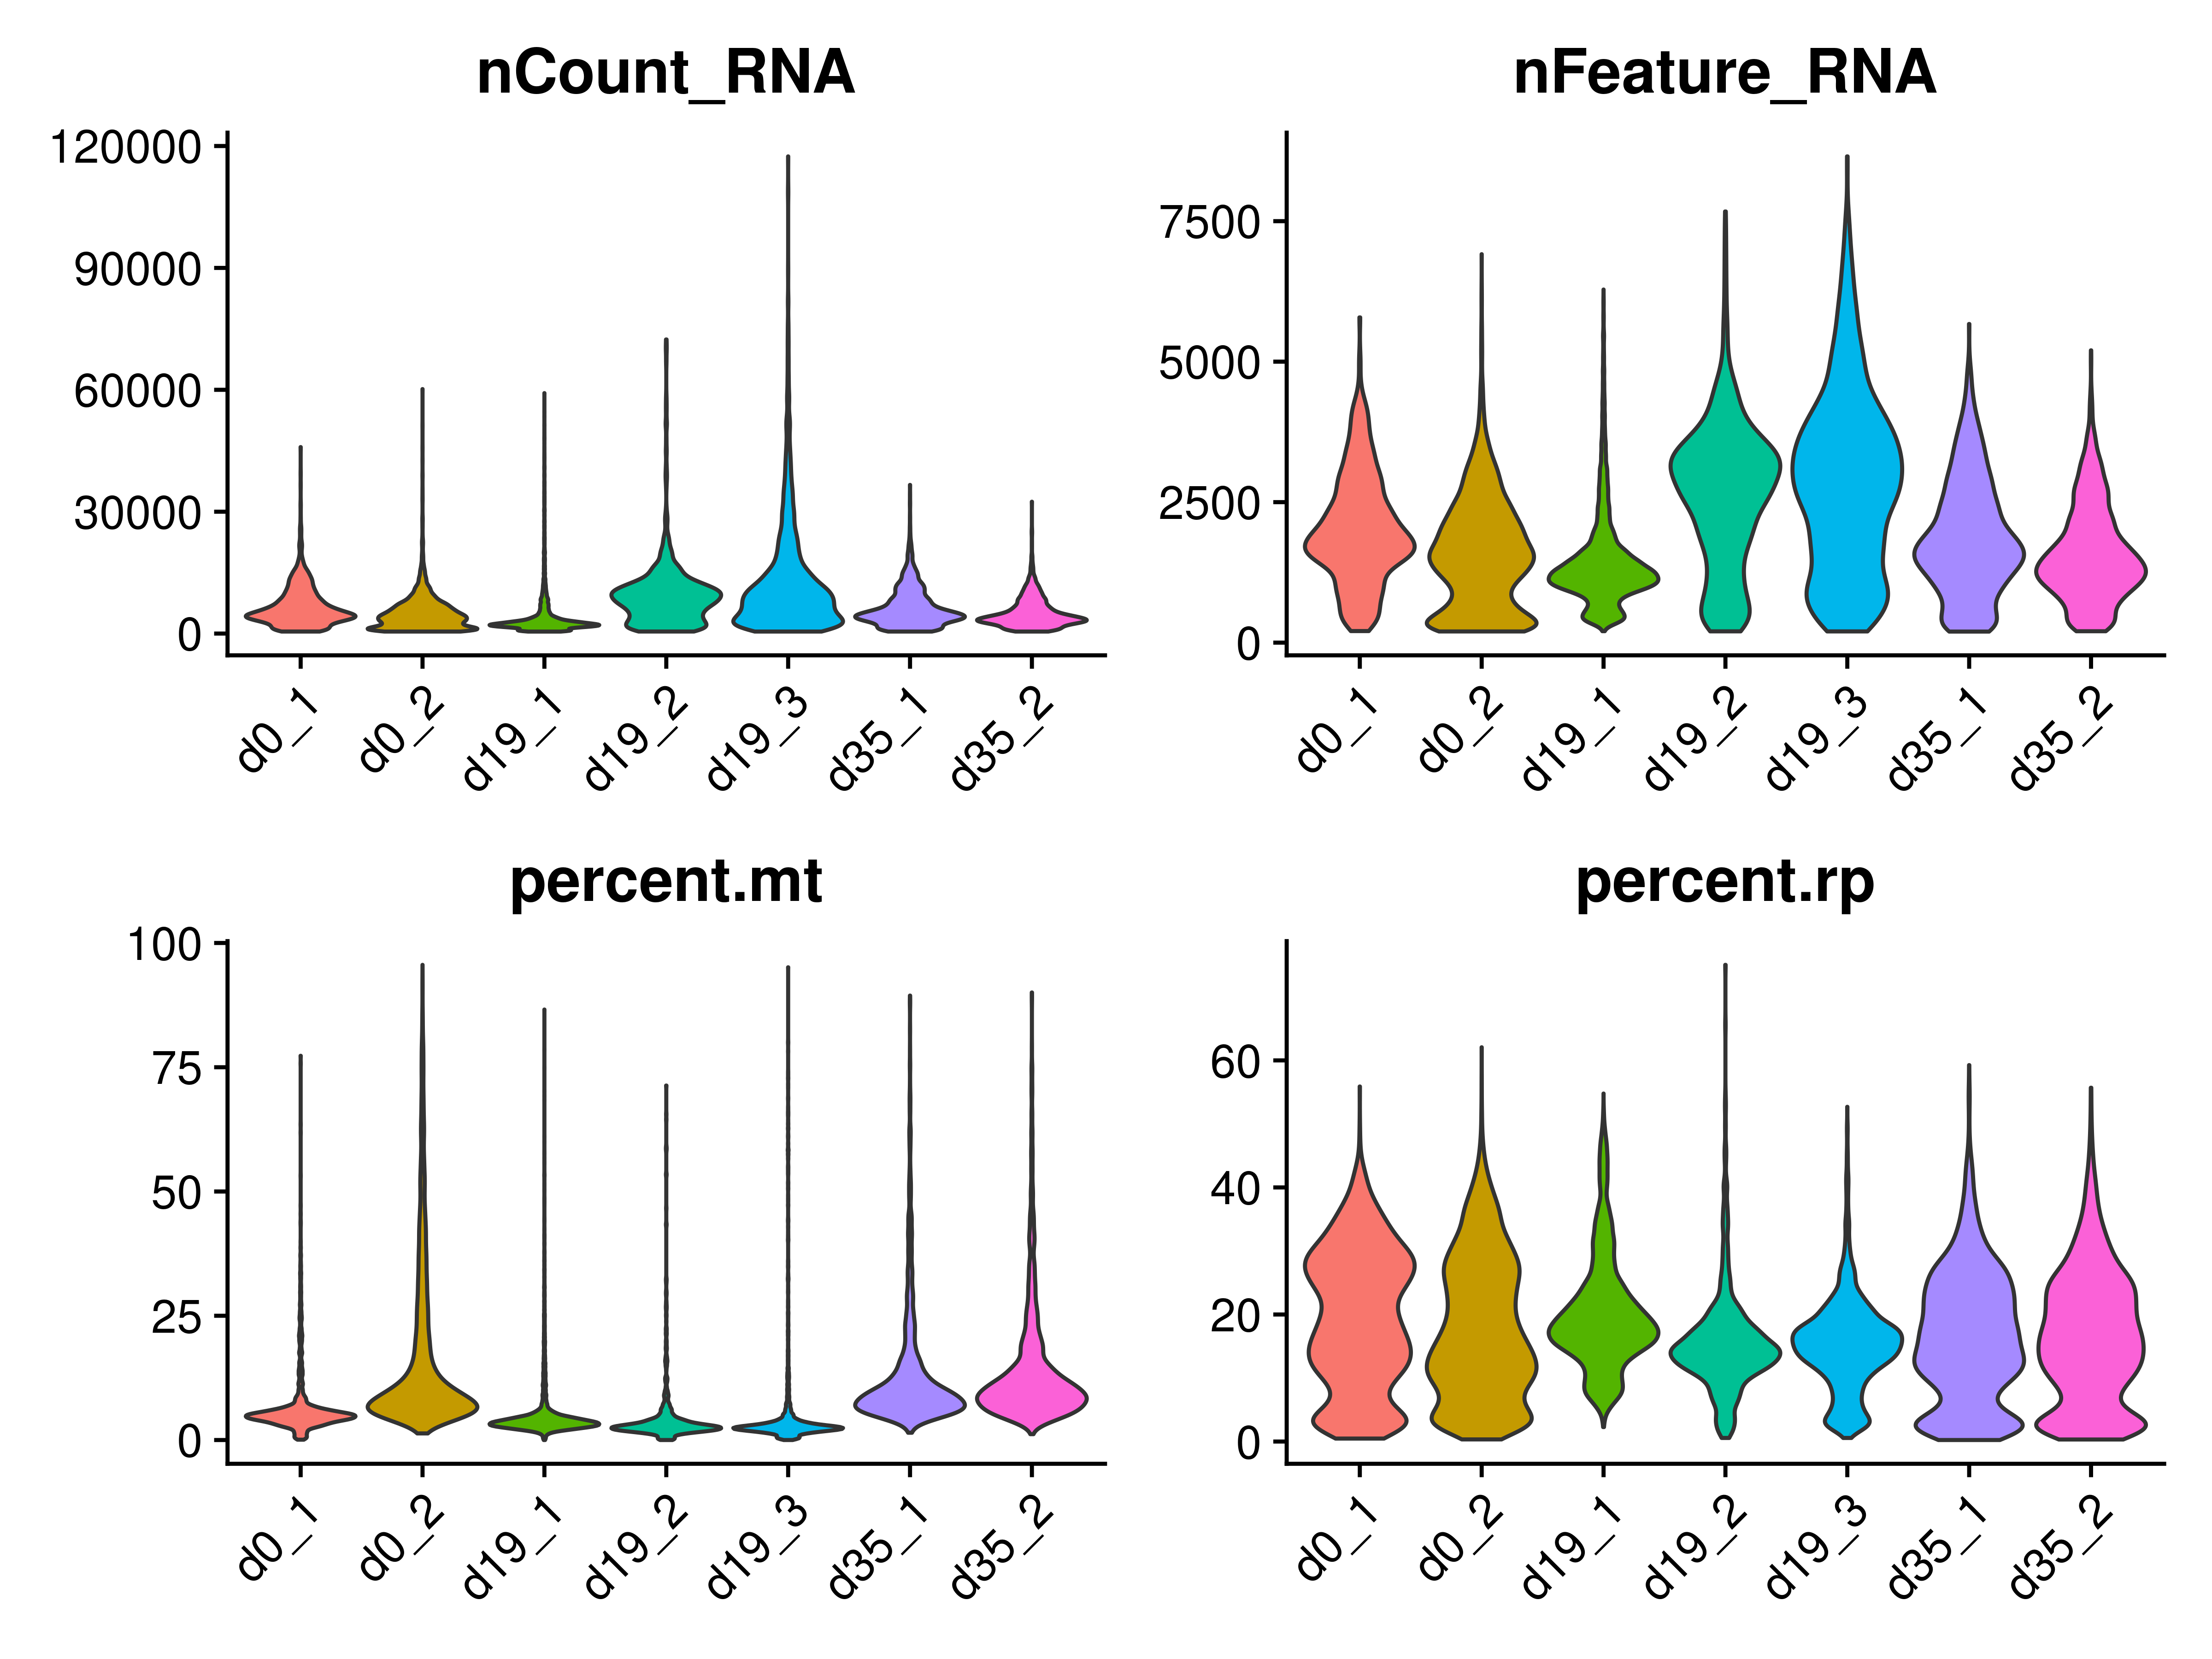 nCount_RNA
120000
90000
60000
30000
0
d0_1
d0_2
d19_1
d19_2
d19_3
d35_1
d35_2
nFeature_RNA
7500
5000
2500
0
d0_1
d0_2
d19_1
d19_2
d19_3
d35_1
d35_2
percent.mt
100
75
50
25
0
d0_1
d0_2
d19_1
d19_2
d19_3
d35_1
d35_2
percent.rp
60
40
20
0
d0_1
d0_2
d19_1
d19_2
d19_3
d35_1
d35_2